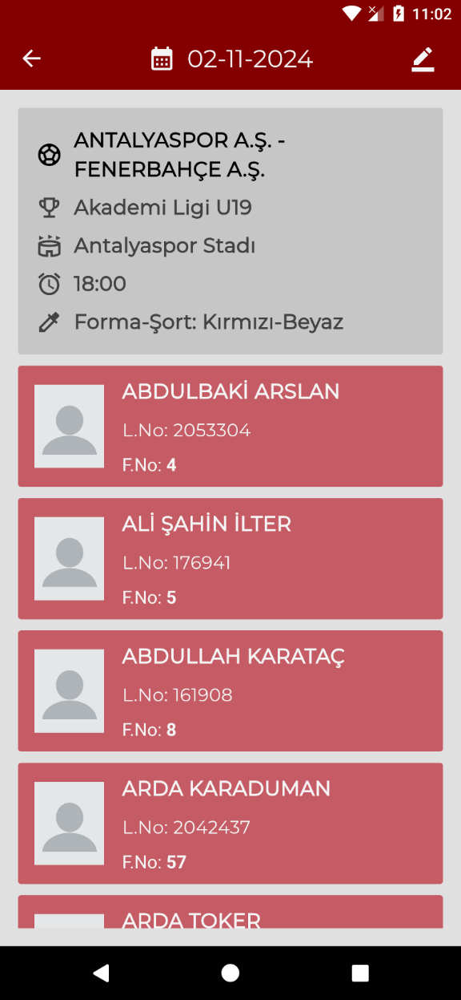 11:02
02-11-2024
ANTALYASPOR A.Ş. -
FENERBAHÇE A.Ş.
Akademi Ligi U19
Antalyaspor Stadı
18:00
Forma-Şort: Kırmızı-Beyaz
ABDULBAKİ ARSLAN
L.No: 2053304
F.No: 4
ALİ ŞAHİN İLTER
L.No: 176941
F.No: 5
ABDULLAH KARATAÇ
L.No: 161908
F.No: 8
ARDA KARADUMAN
L.No: 2042437
F.No: 57
ARDA TOKER